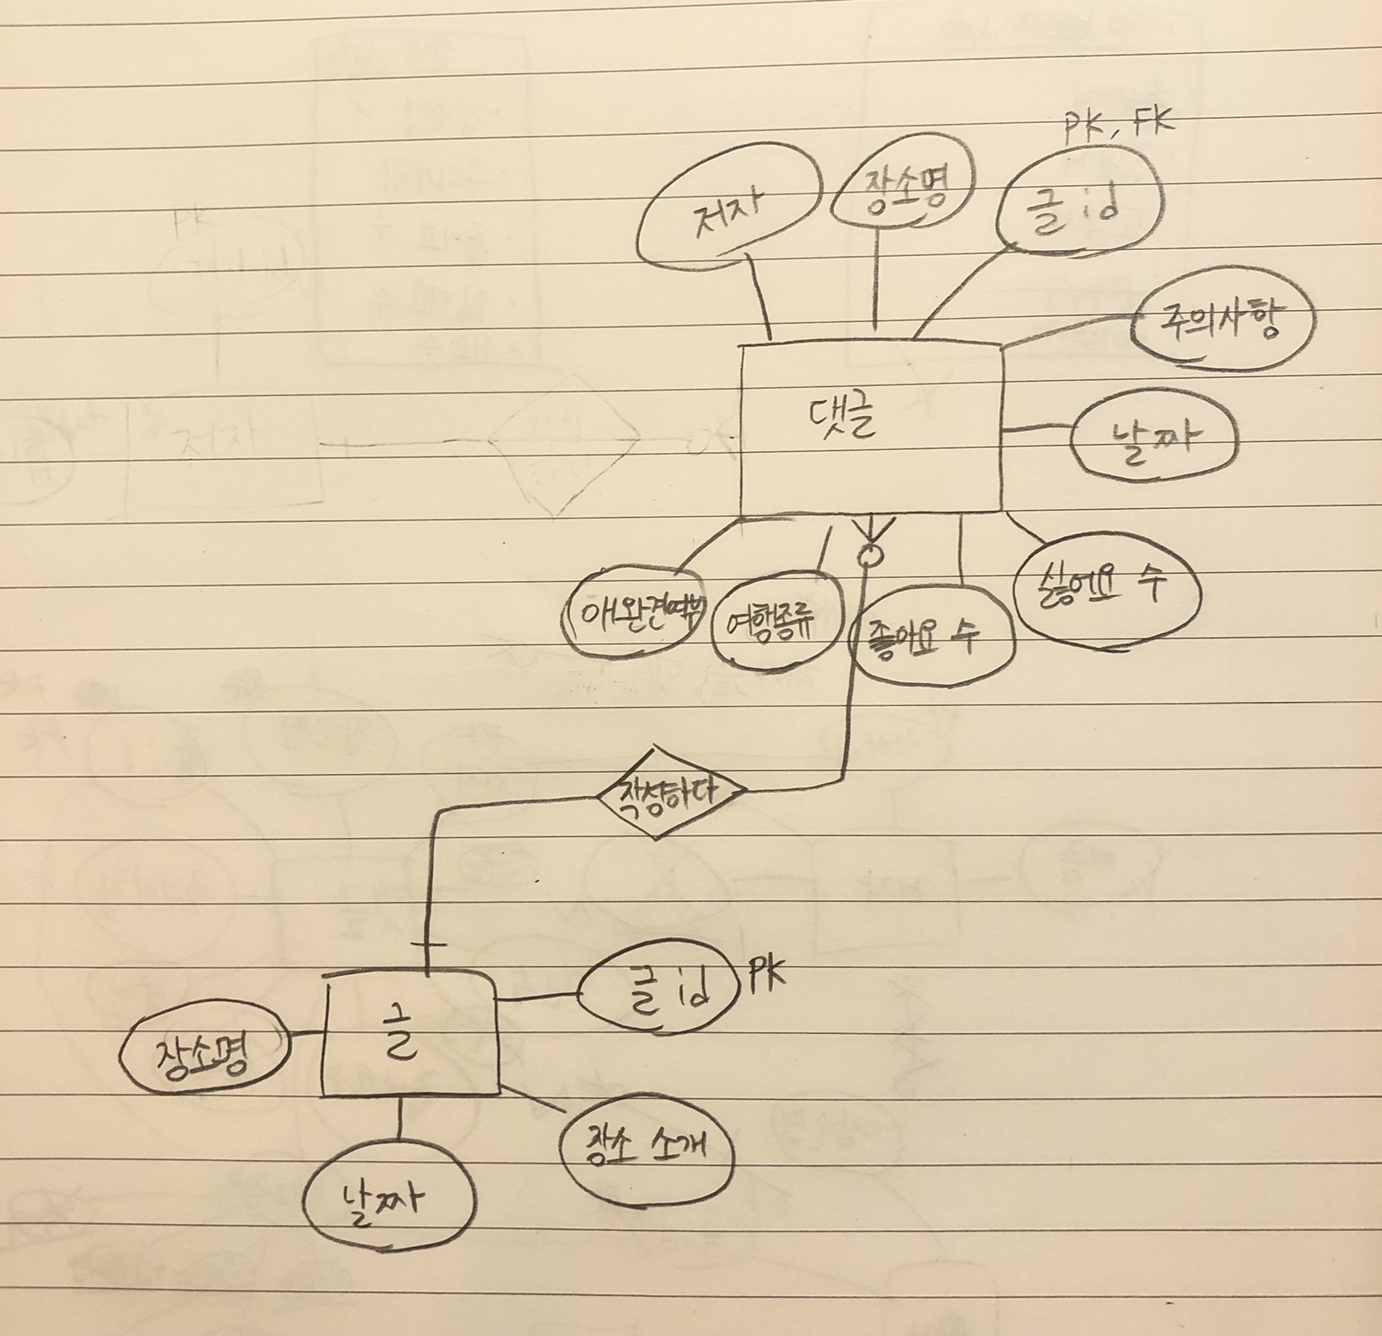 PK, FK
저자
장소명
글 id
주의사항
댓글
날짜
애완견여부
여행종류
좋아요 수
싫어요 수
작성하다
글 id
PK
글
장소명
장소 소개
날짜